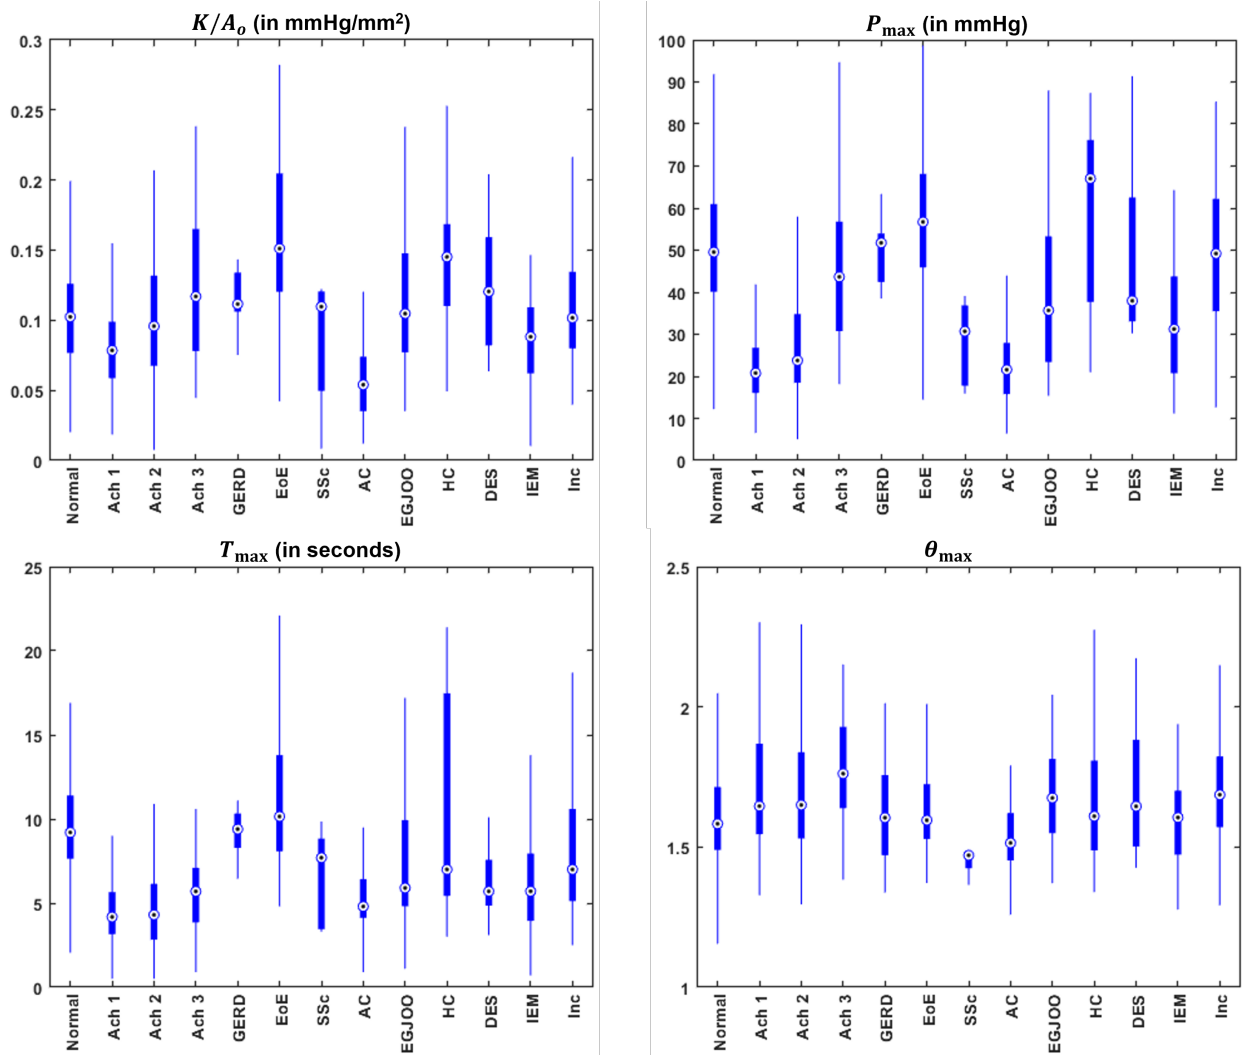 K/Aₒ (in mmHg/mm²)
0.3
0.25
0.2
0.15
0.1
0.05
0
Normal
Ach 1
Ach 2
Ach 3
GERD
EoE
SSc
AC
EGJOO
HC
DES
IEM
Inc
Pmax (in mmHg)
100
90
80
70
60
50
40
30
20
10
0
Normal
Ach 1
Ach 2
Ach 3
GERD
EoE
SSc
AC
EGJOO
HC
DES
IEM
Inc
Tmax (in seconds)
25
20
15
10
5
0
Normal
Ach 1
Ach 2
Ach 3
GERD
EoE
SSc
AC
EGJOO
HC
DES
IEM
Inc
θmax
2.5
2
1.5
1
Normal
Ach 1
Ach 2
Ach 3
GERD
EoE
SSc
AC
EGJOO
HC
DES
IEM
Inc